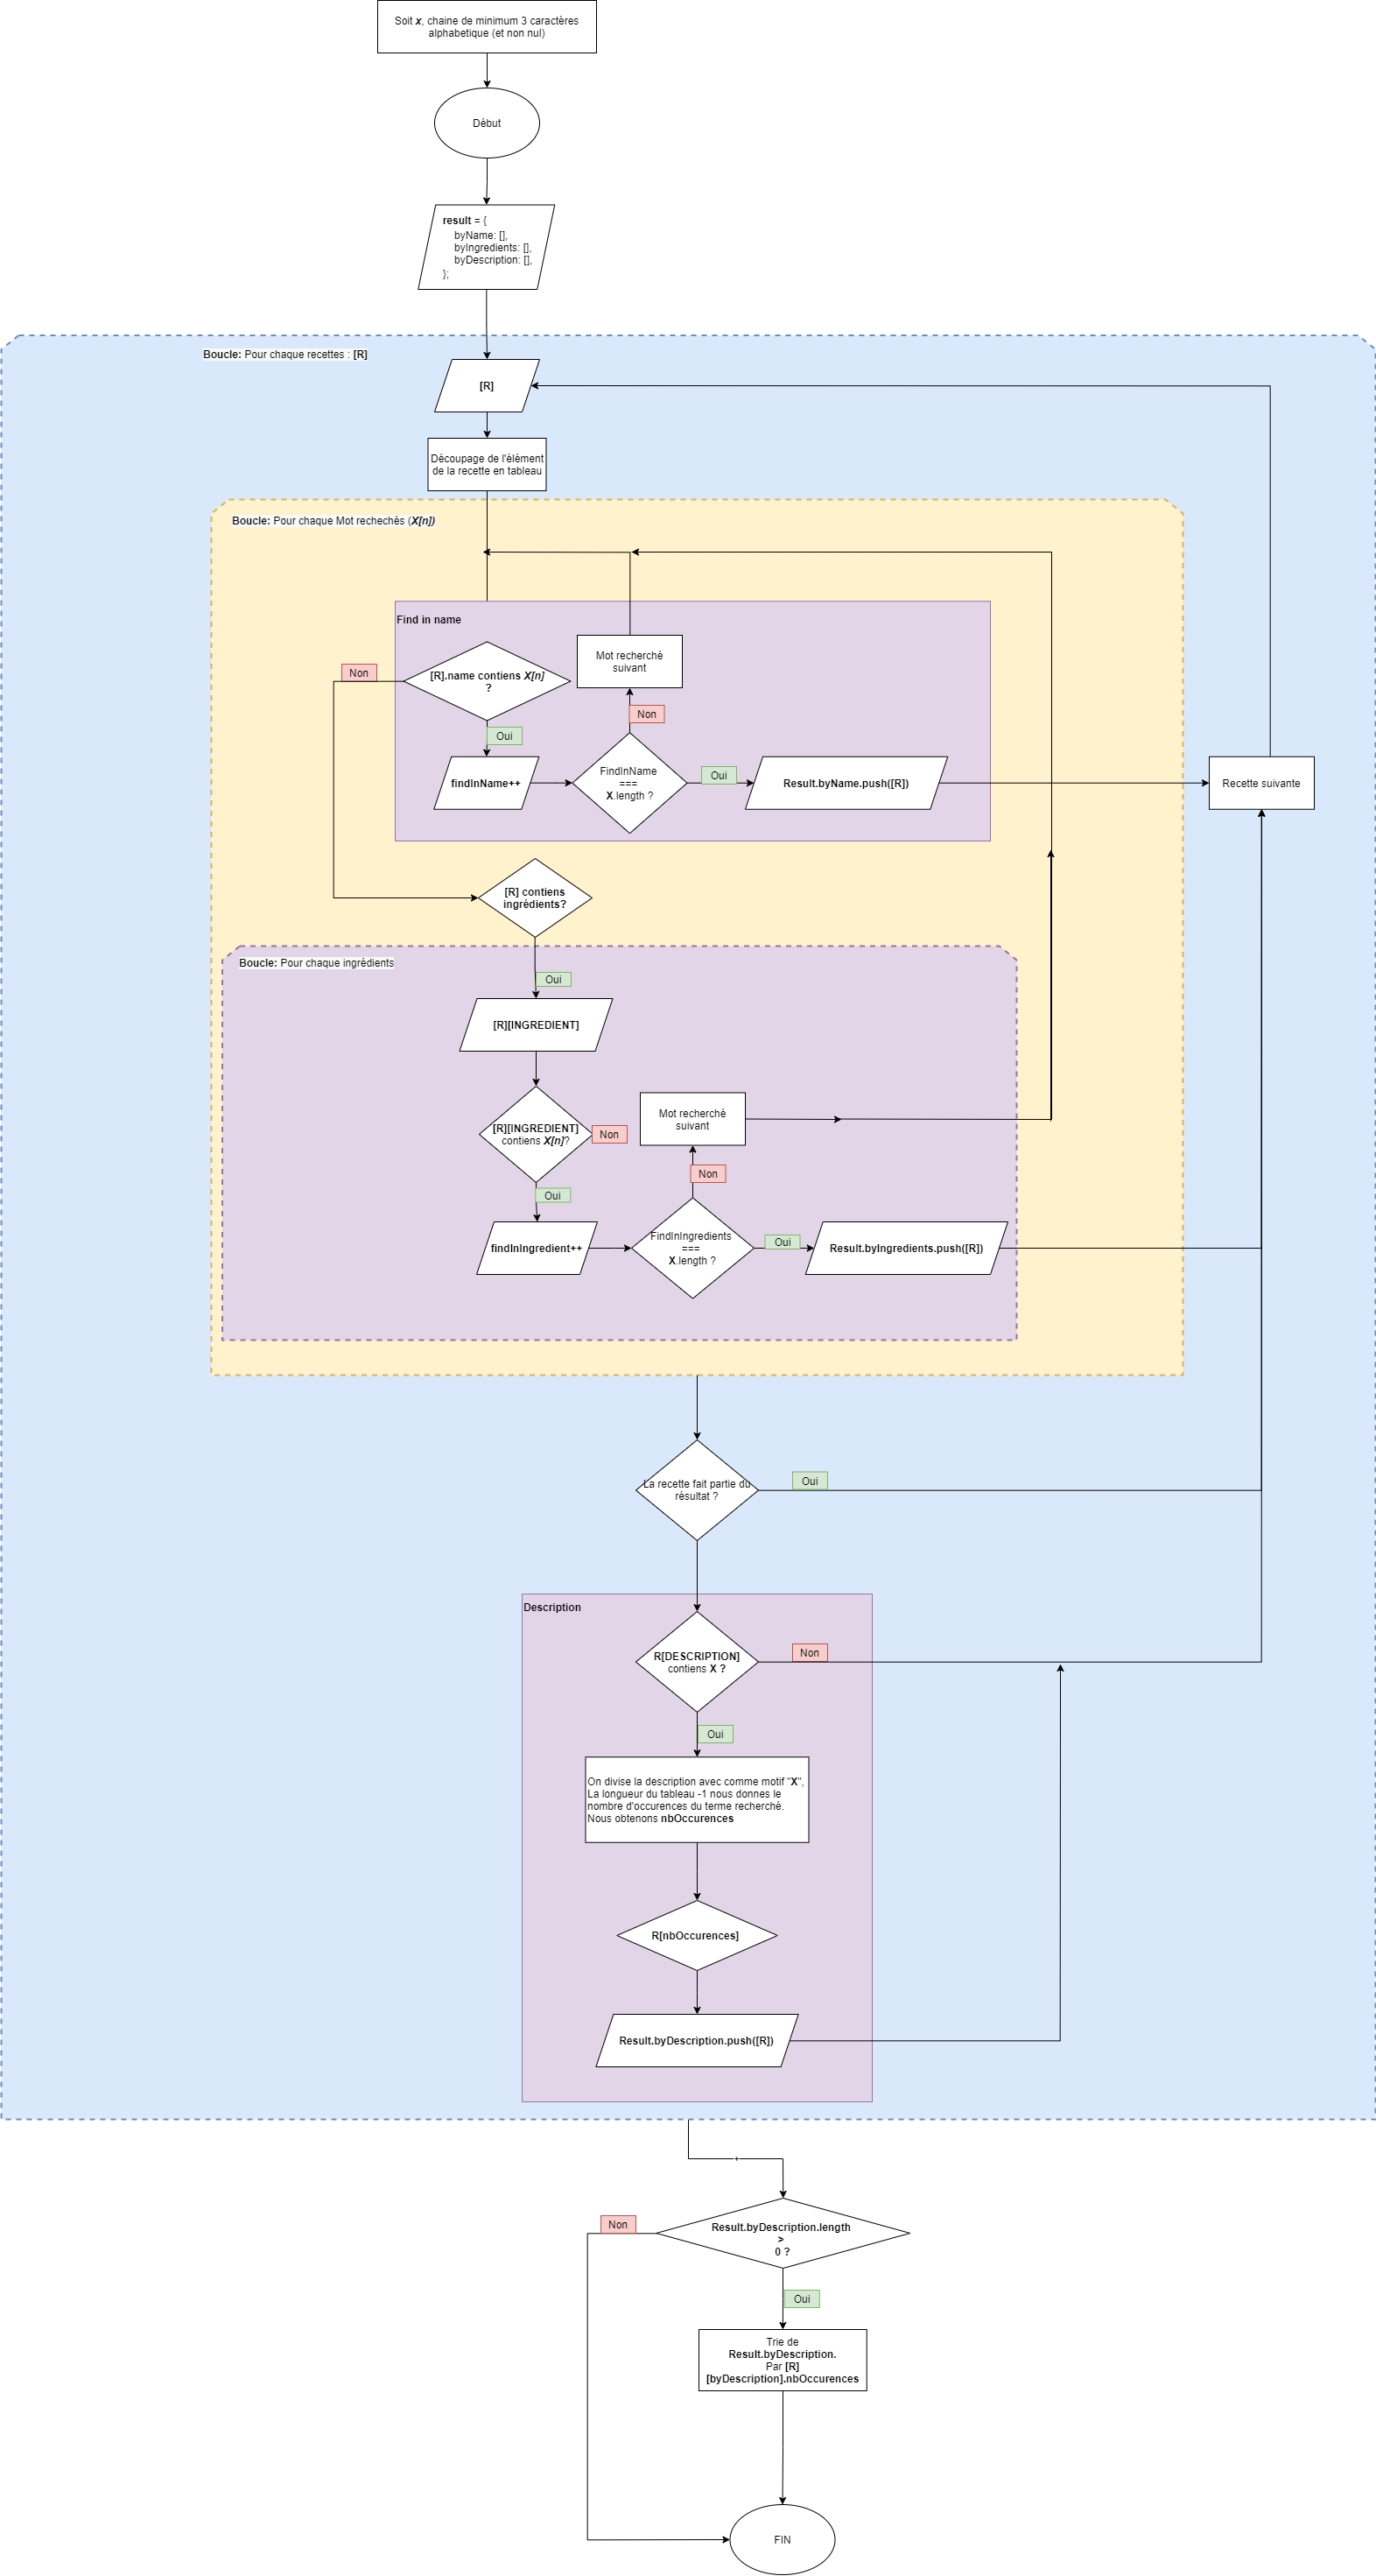 Soit x, chaine de minimum 3 caractères
alphabetique (et non nul)
Début
result = {
byName: [],
byIngredients: [],
byDescription: [],
};
Boucle: Pour chaque recettes : [R]
[R]
Découpage de l'élément
de la recette en tableau
Boucle: Pour chaque Mot rechechés (X[n])
Find in name
Mot recherché
suivant
Non
[R].name contiens X[n]
?
Non
Oui
findInName++
FindInName
===
X.length ?
Oui
Result.byName.push([R])
Recette suivante
[R] contiens
ingrédients?
Boucle: Pour chaque ingrédients
Oui
[R][INGREDIENT]
Mot recherché
suivant
[R][INGREDIENT]
contiens X[n]?
Non
Non
Oui
findInIngredient++
FindInIngredients
===
X.length ?
Oui
Result.byIngredients.push([R])
La recette fait partie du
résultat ?
Oui
Description
R[DESCRIPTION]
contiens X ?
Non
Oui
On divise la description avec comme motif "X",
La longueur du tableau -1 nous donnes le
nombre d'occurences du terme recherché.
Nous obtenons nbOccurences
R[nbOccurences]
Result.byDescription.push([R])
+
Non
Result.byDescription.length
>
0 ?
Oui
Trie de
Result.byDescription.
Par [R]
[byDescription].nbOccurences
FIN